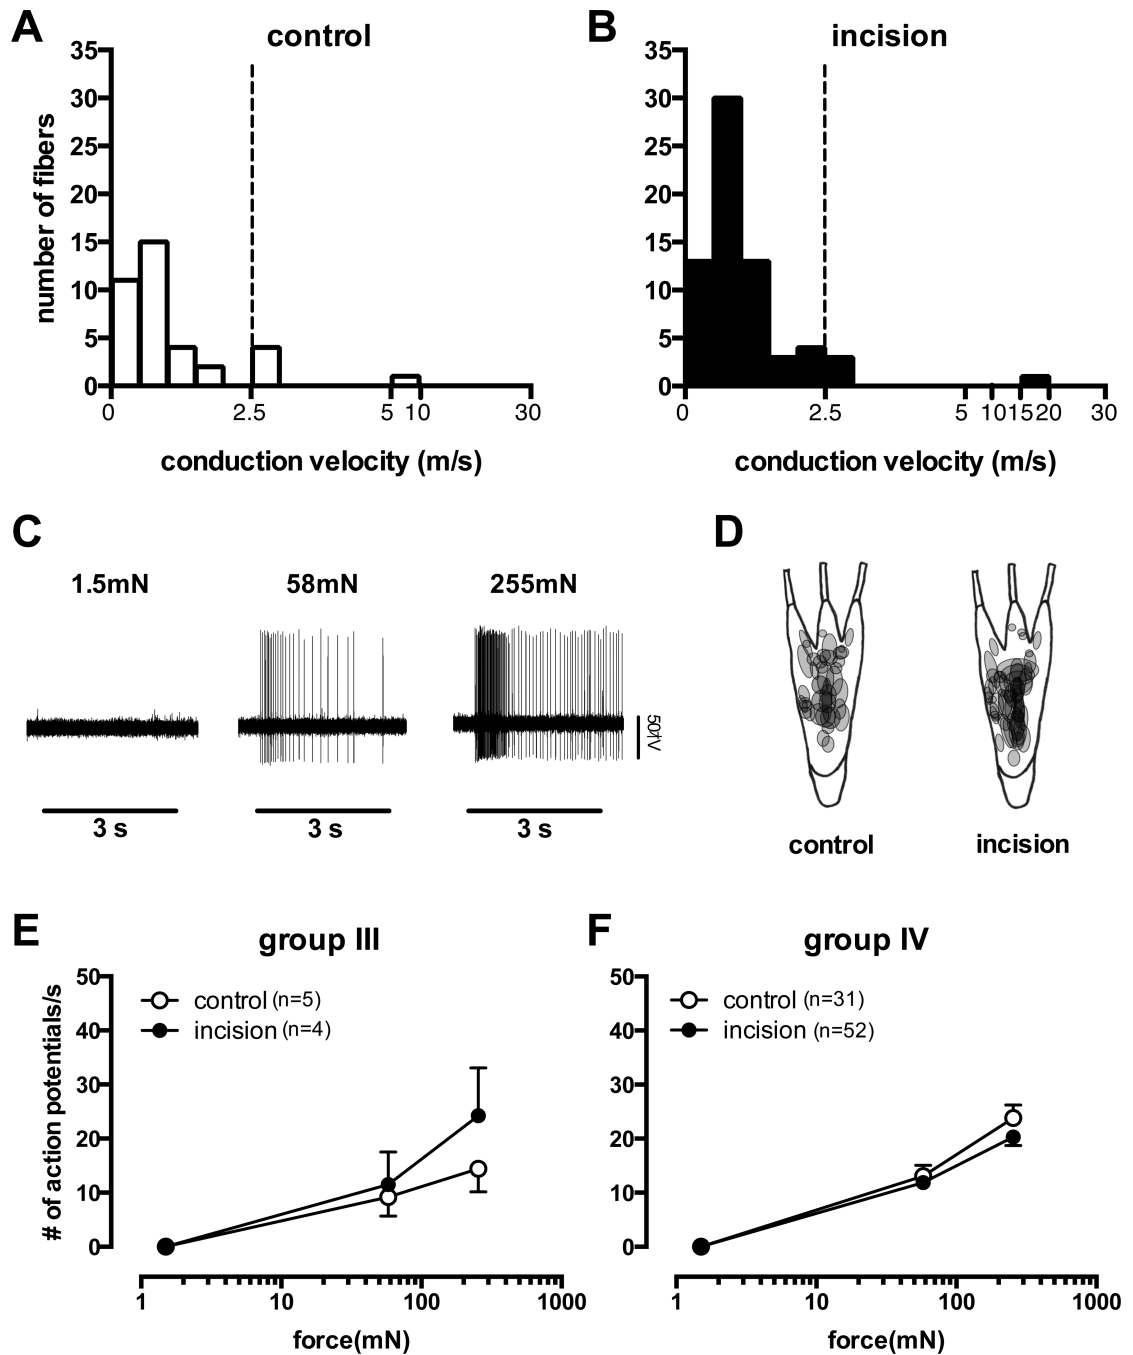 A
control
B
incision
number of fibers
35
30
25
20
15
10
5
0
0 2.5 5 10 30
conduction velocity (m/s)
35
30
25
20
15
10
5
0
0 2.5 5 10 15 20 30
conduction velocity (m/s)
C
1.5mN 58mN 255mN
3 s 3 s 3 s
D
control incision
E
group III
# of action potentials/s
50
40
30
20
10
0
control (n=5)
incision (n=4)
1 10 100 1000
force(mN)
F
group IV
50
40
30
20
10
0
control (n=31)
incision (n=52)
1 10 100 1000
force(mN)